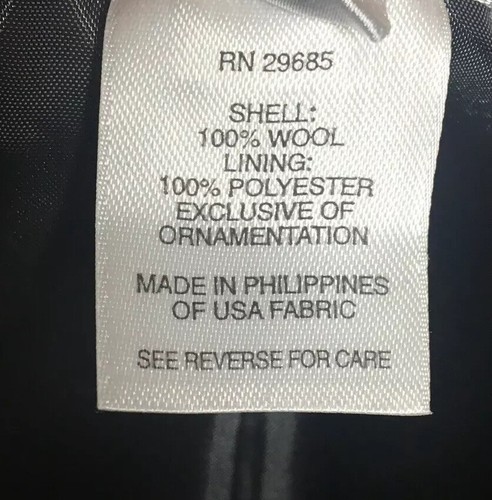 RN 29685
SHELL:
100% WOOL
LINING:
100% POLYESTER
EXCLUSIVE OF
ORNAMENTATION
MADE IN PHILIPPINES
OF USA FABRIC
SEE REVERSE FOR CARE